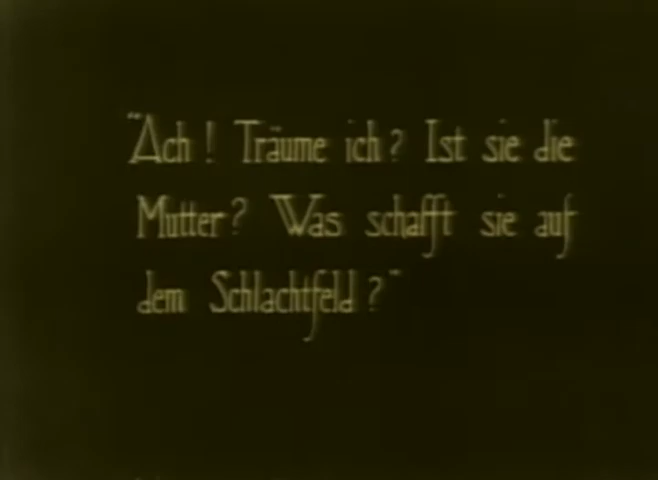 "Ach! Träume ich? Ist sie die
Mutter? Was schafft sie auf
dem Schlachtfeld?"